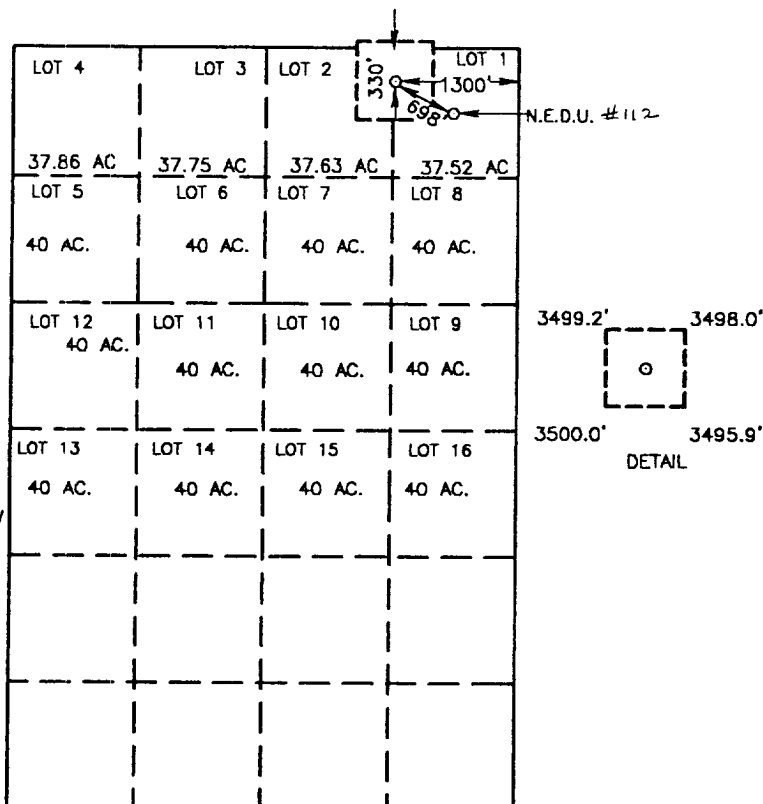 LOT 4 LOT 3 LOT 2 LOT 1
330'
1300'
698'
N.E.D.U. #112
37.86 AC 37.75 AC 37.63 AC 37.52 AC
LOT 5 LOT 6 LOT 7 LOT 8
40 AC. 40 AC. 40 AC. 40 AC.
LOT 12 LOT 11 LOT 10 LOT 9
40 AC. 40 AC. 40 AC. 40 AC.
3499.2' 3498.0'
3500.0' 3495.9'
DETAIL
LOT 13 LOT 14 LOT 15 LOT 16
40 AC. 40 AC. 40 AC. 40 AC.